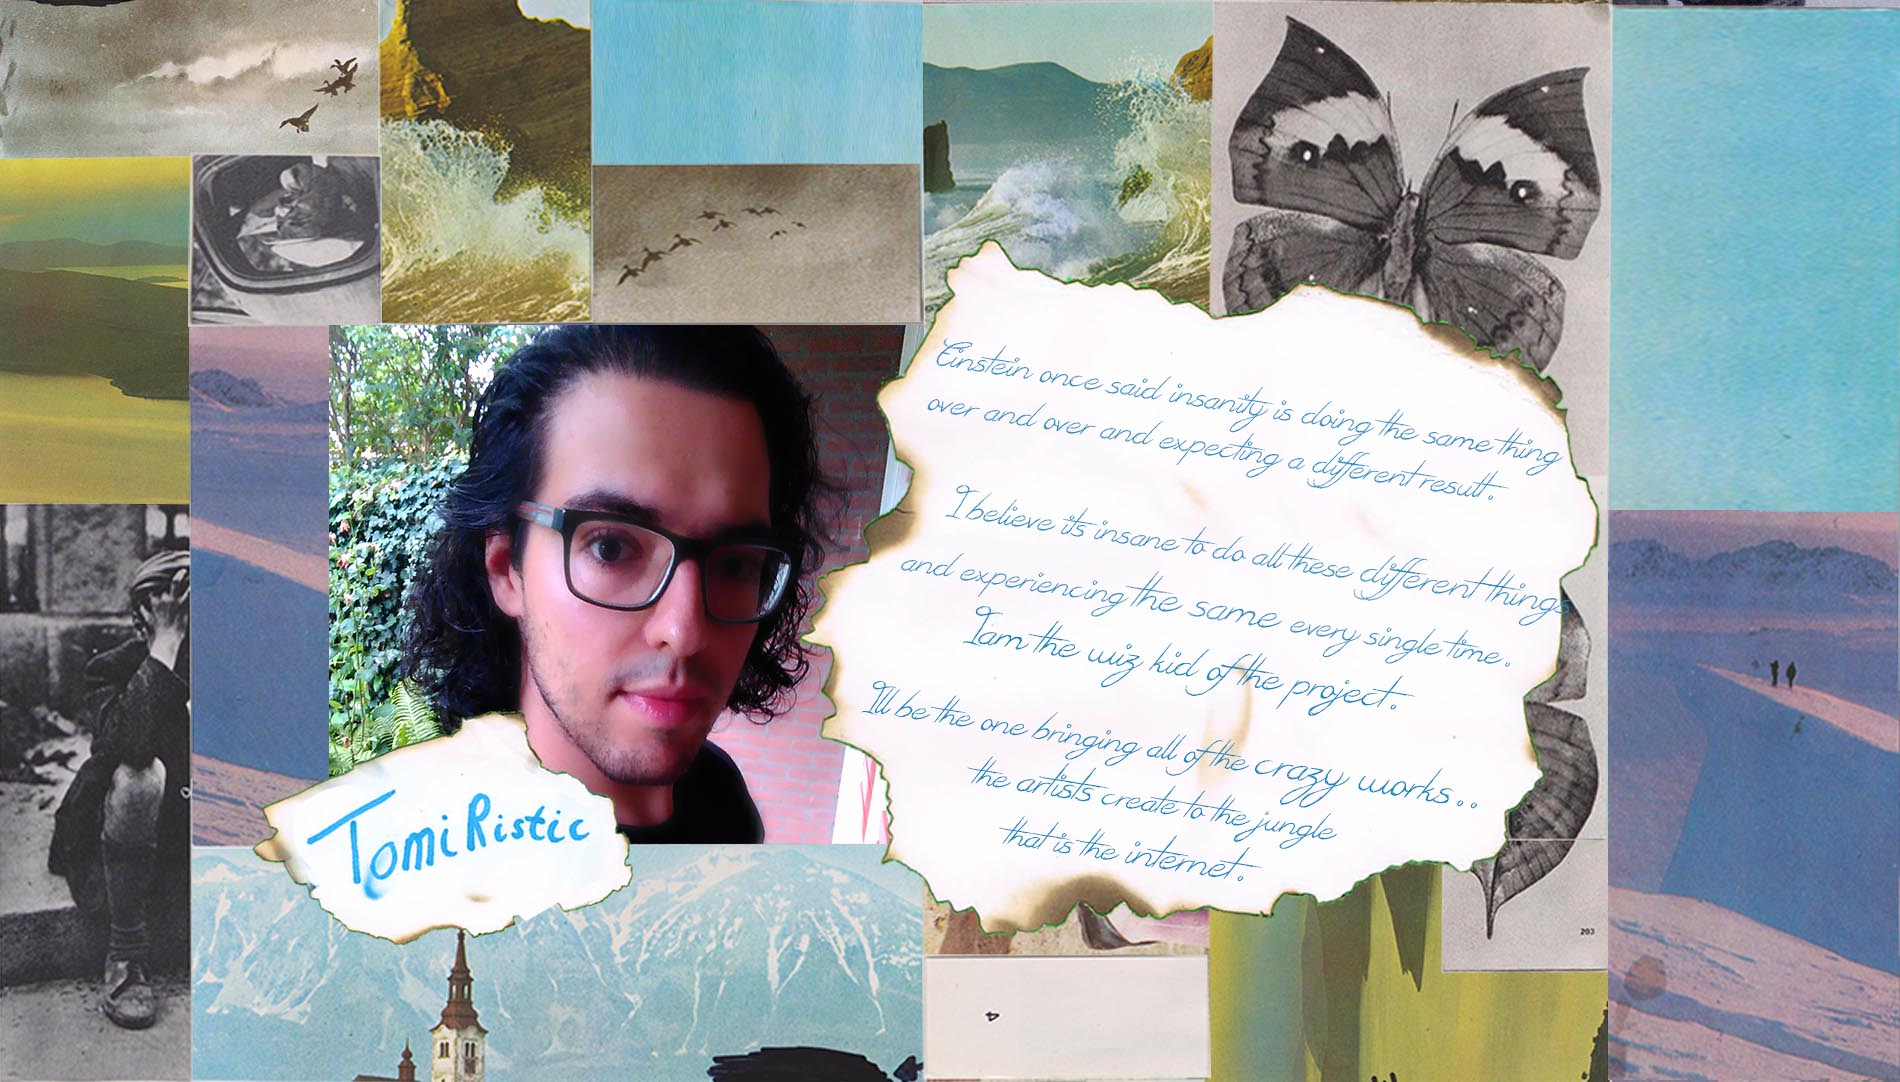 Einstein once said insanity is doing the same thing
over and over and expecting a different result.
I believe its insane to do all these different things
and experiencing the same every single time.
I am the wiz kid of the project.
Ill be the one bringing all of the crazy works..
the artists create to the jungle
that is the internet.
Tomi Ristic
203
4